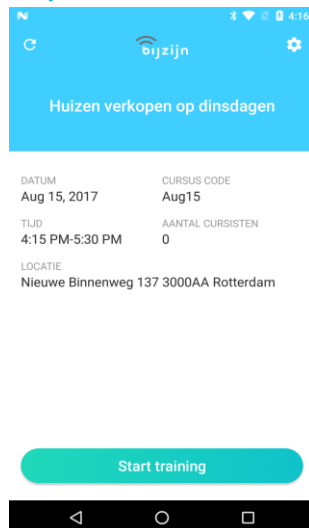 4:16
bijzijn
Huizen verkopen op dinsdagen
DATUM
Aug 15, 2017
CURSUS CODE
Aug15
TIJD
4:15 PM-5:30 PM
AANTAL CURSISTEN
0
LOCATIE
Nieuwe Binnenweg 137 3000AA Rotterdam
Start training